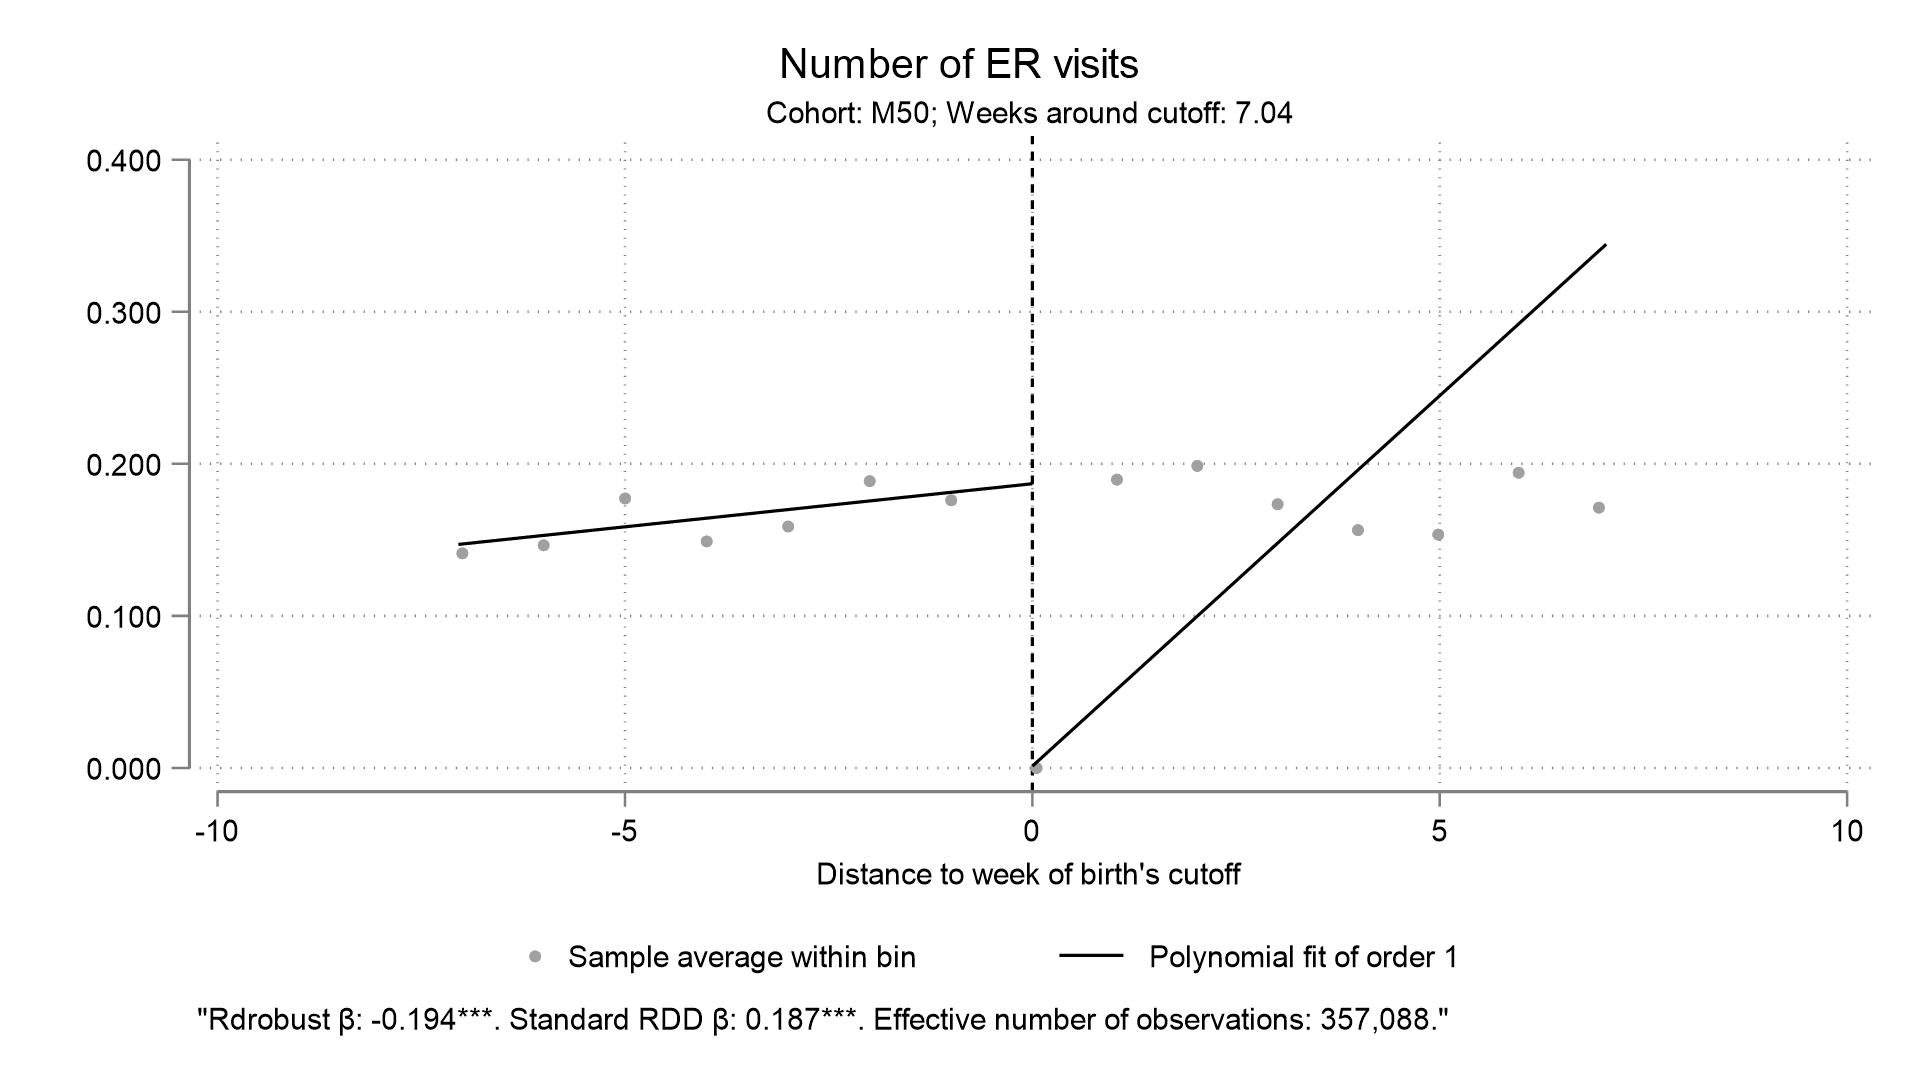 Number of ER visits
Cohort: M50; Weeks around cutoff: 7.04
0.400
0.300
0.200
0.100
0.000
-10 -5 0 5 10
Distance to week of birth's cutoff
Sample average within bin Polynomial fit of order 1
"Rdrobust β: -0.194***. Standard RDD β: 0.187***. Effective number of observations: 357,088."